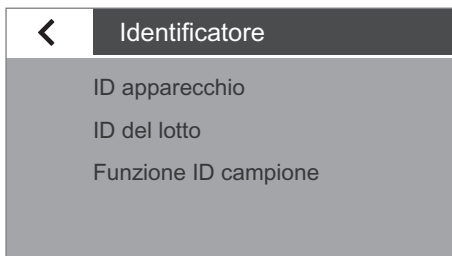 Identificatore
ID apparecchio
ID del lotto
Funzione ID campione